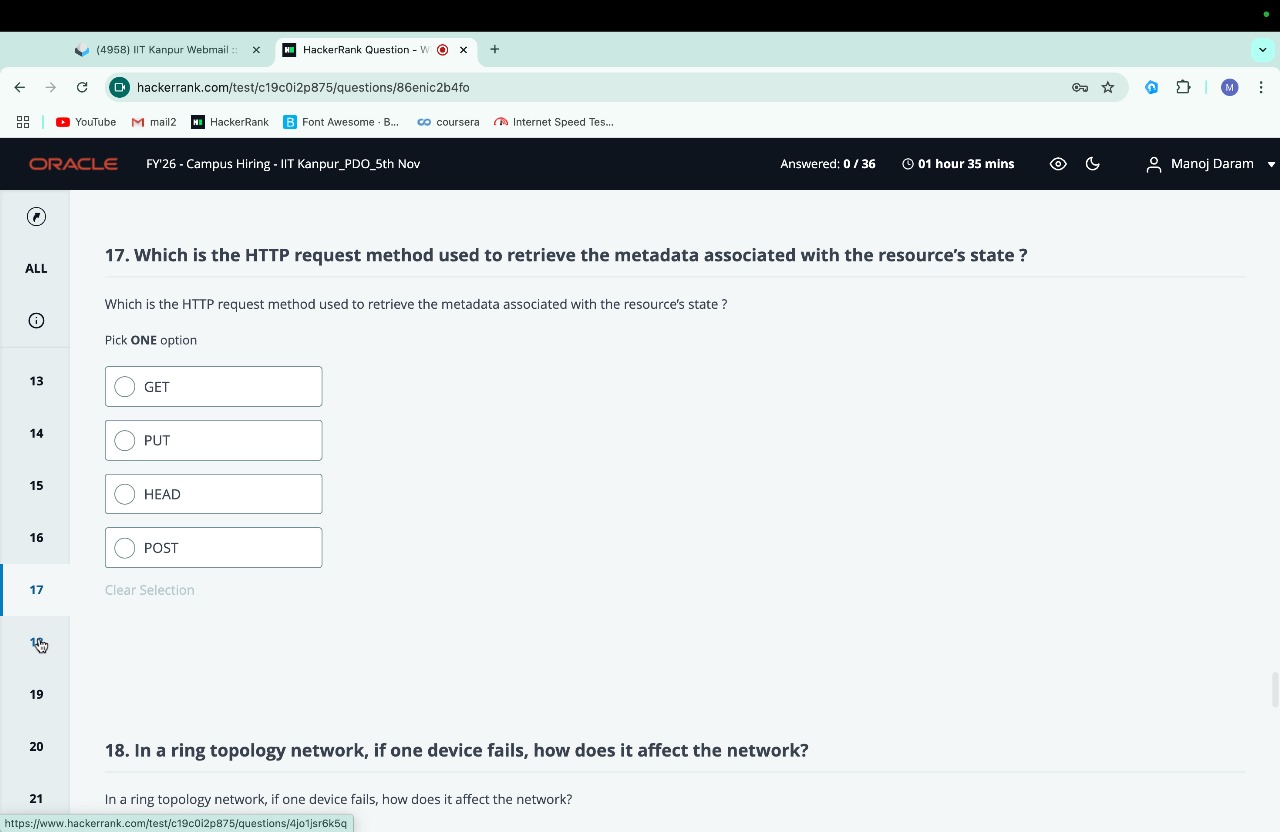 (4958) IIT Kanpur Webmail ::
HackerRank Question - W
hackerrank.com/test/c19c0i2p875/questions/86enic2b4fo
M
YouTube
mail2
HackerRank
Font Awesome · B...
coursera
Internet Speed Tes...
ORACLE
FY'26 - Campus Hiring - IIT Kanpur_PDO_5th Nov
Answered: 0 / 36
01 hour 35 mins
Manoj Daram
ALL
13
14
15
16
17
19
20
21
17. Which is the HTTP request method used to retrieve the metadata associated with the resource’s state ?
Which is the HTTP request method used to retrieve the metadata associated with the resource’s state ?
Pick ONE option
GET
PUT
HEAD
POST
Clear Selection
18. In a ring topology network, if one device fails, how does it affect the network?
In a ring topology network, if one device fails, how does it affect the network?
https://www.hackerrank.com/test/c19c0i2p875/questions/4jo1jsr6k5q